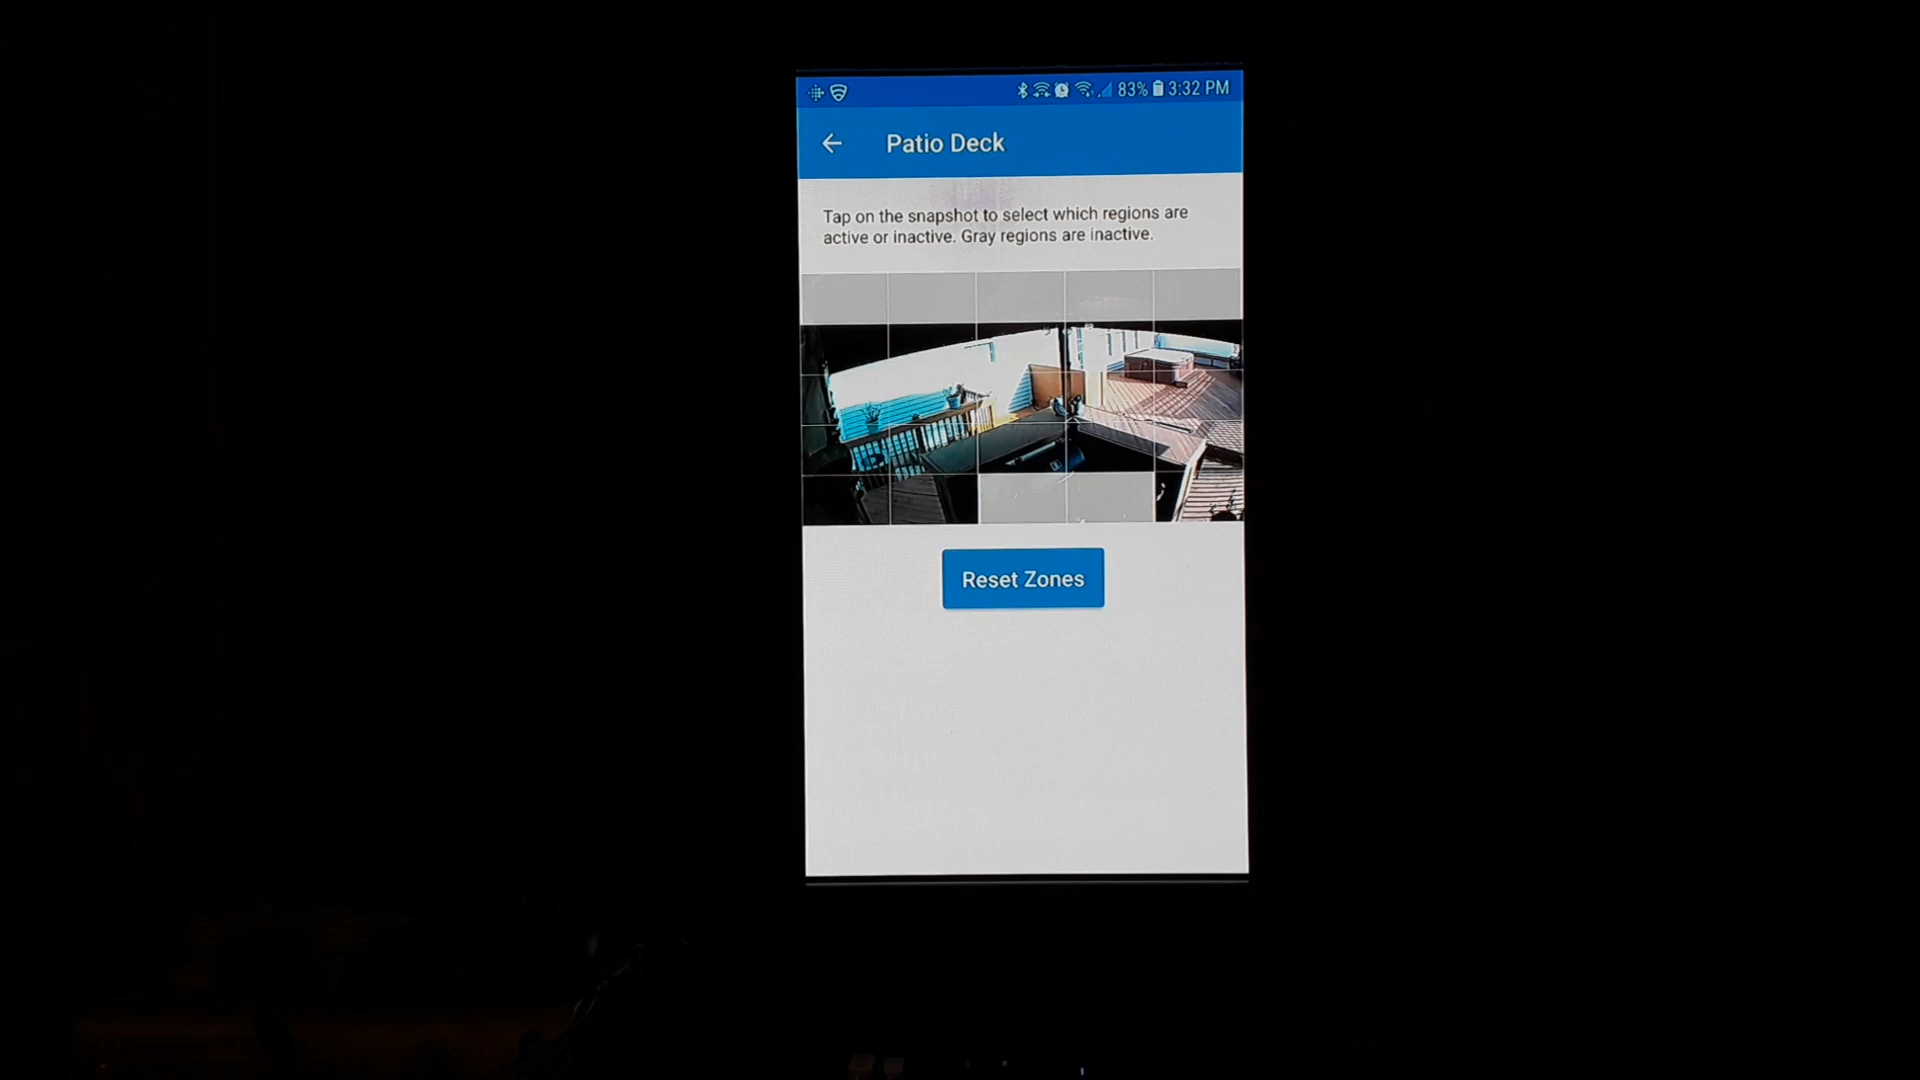 83% 3:32 PM
Patio Deck
Tap on the snapshot to select which regions are
active or inactive. Gray regions are inactive.
Reset Zones